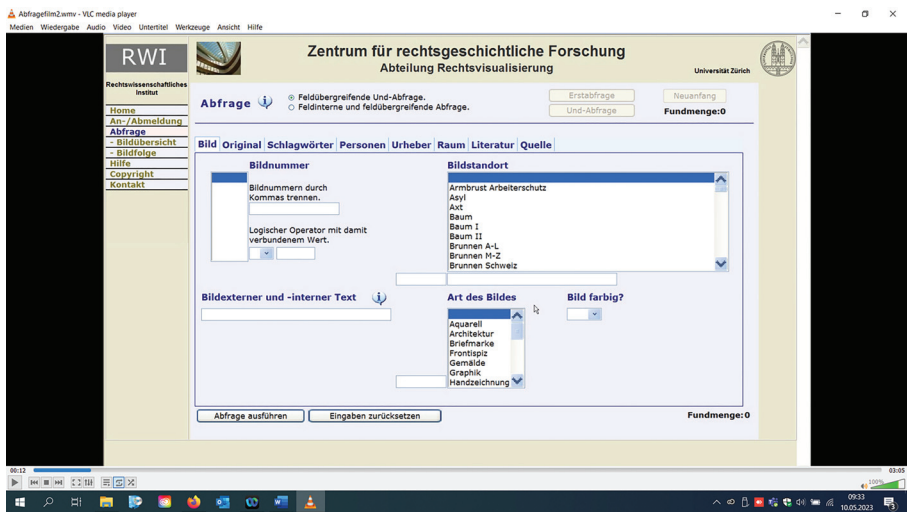 Abfragefilm2.wmv - VLC media player
Medien Wiedergabe Audio Video Untertitel Werkzeuge Ansicht Hilfe
RWI
Rechtswissenschaftliches
Institut
Zentrum für rechtsgeschichtliche Forschung
Abteilung Rechtsvisualisierung
Universität Zürich
Home
An-/Abmeldung
Abfrage
- Bildübersicht
- Bildfolge
Hilfe
Copyright
Kontakt
Abfrage
Feldübergreifende Und-Abfrage.
Feldinterne und feldübergreifende Abfrage.
Erstabfrage
Neuanfang
Und-Abfrage
Fundmenge:0
Bild Original Schlagwörter Personen Urheber Raum Literatur Quelle
Bildnummer
Bildnummern durch
Kommas trennen.
Logischer Operator mit damit
verbundenem Wert.
Bildstandort
Armbrust Arbeiterschutz
Asyl
Axt
Baum
Baum I
Baum II
Brunnen A-L
Brunnen M-Z
Brunnen Schweiz
Bildexterner und -interner Text
Art des Bildes
Aquarell
Architektur
Briefmarke
Frontispiz
Gemälde
Graphik
Handzeichnung
Bild farbig?
Abfrage ausführen
Eingaben zurücksetzen
Fundmenge:0
00:12
03:05
100%
09:33
10.05.2023